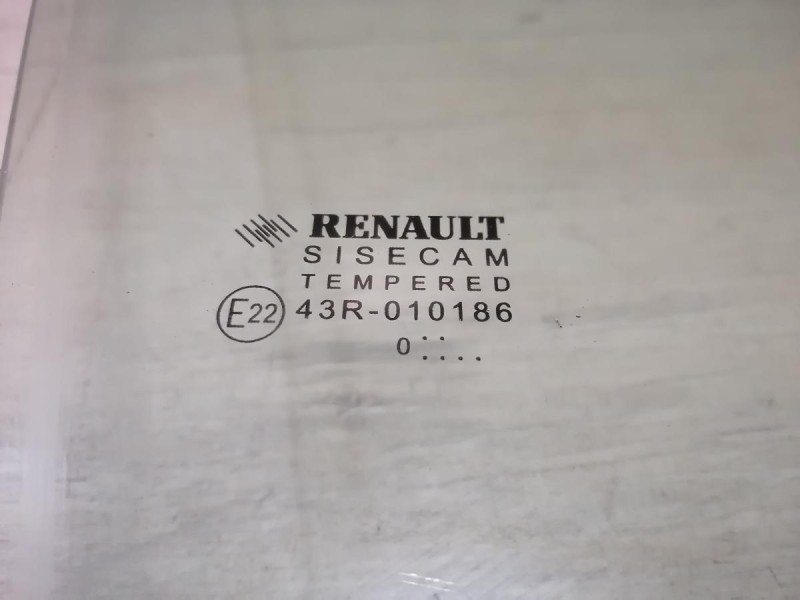 RENAULT
SISECAM
TEMPERED
E22 43R-010186
0 : : . . .